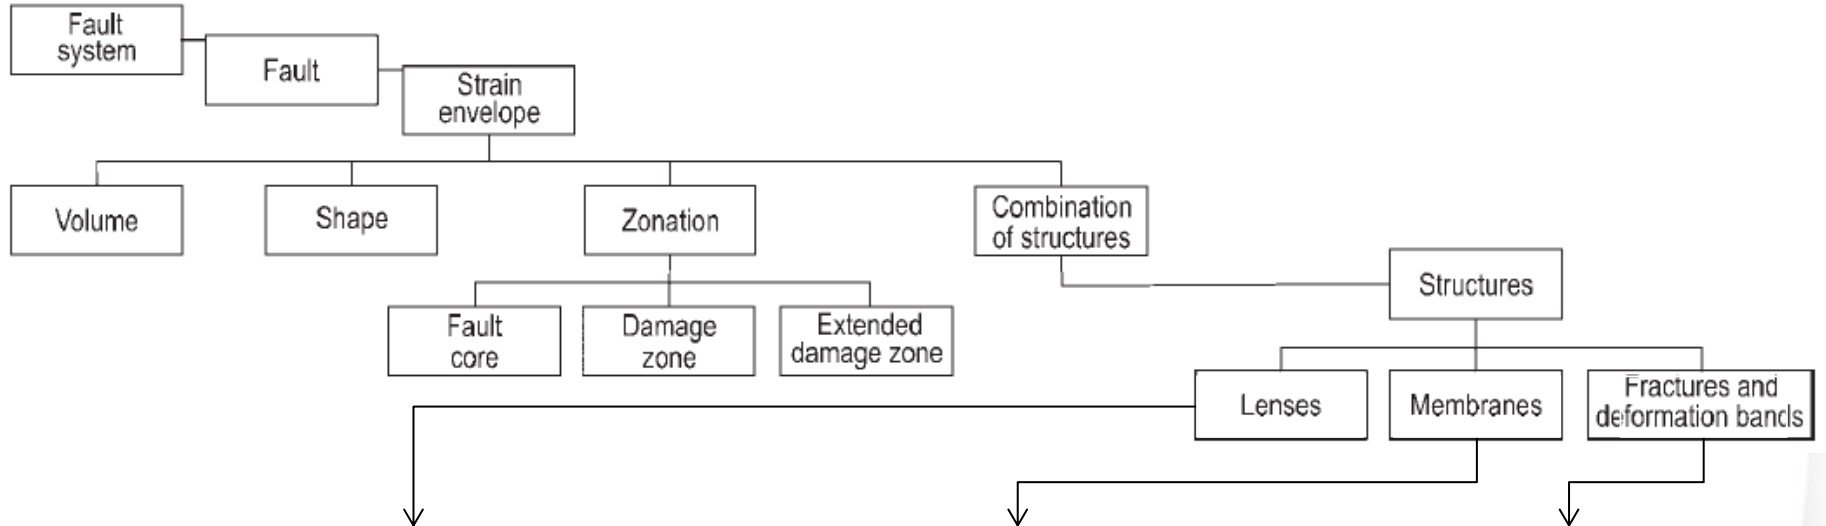 Fault
system
Fault
Strain
envelope
Volume
Shape
Zonation
Combination
of structures
Structures
Fault
core
Damage
zone
Extended
damage zone
Lenses
Membranes
Fractures and
deformation bands